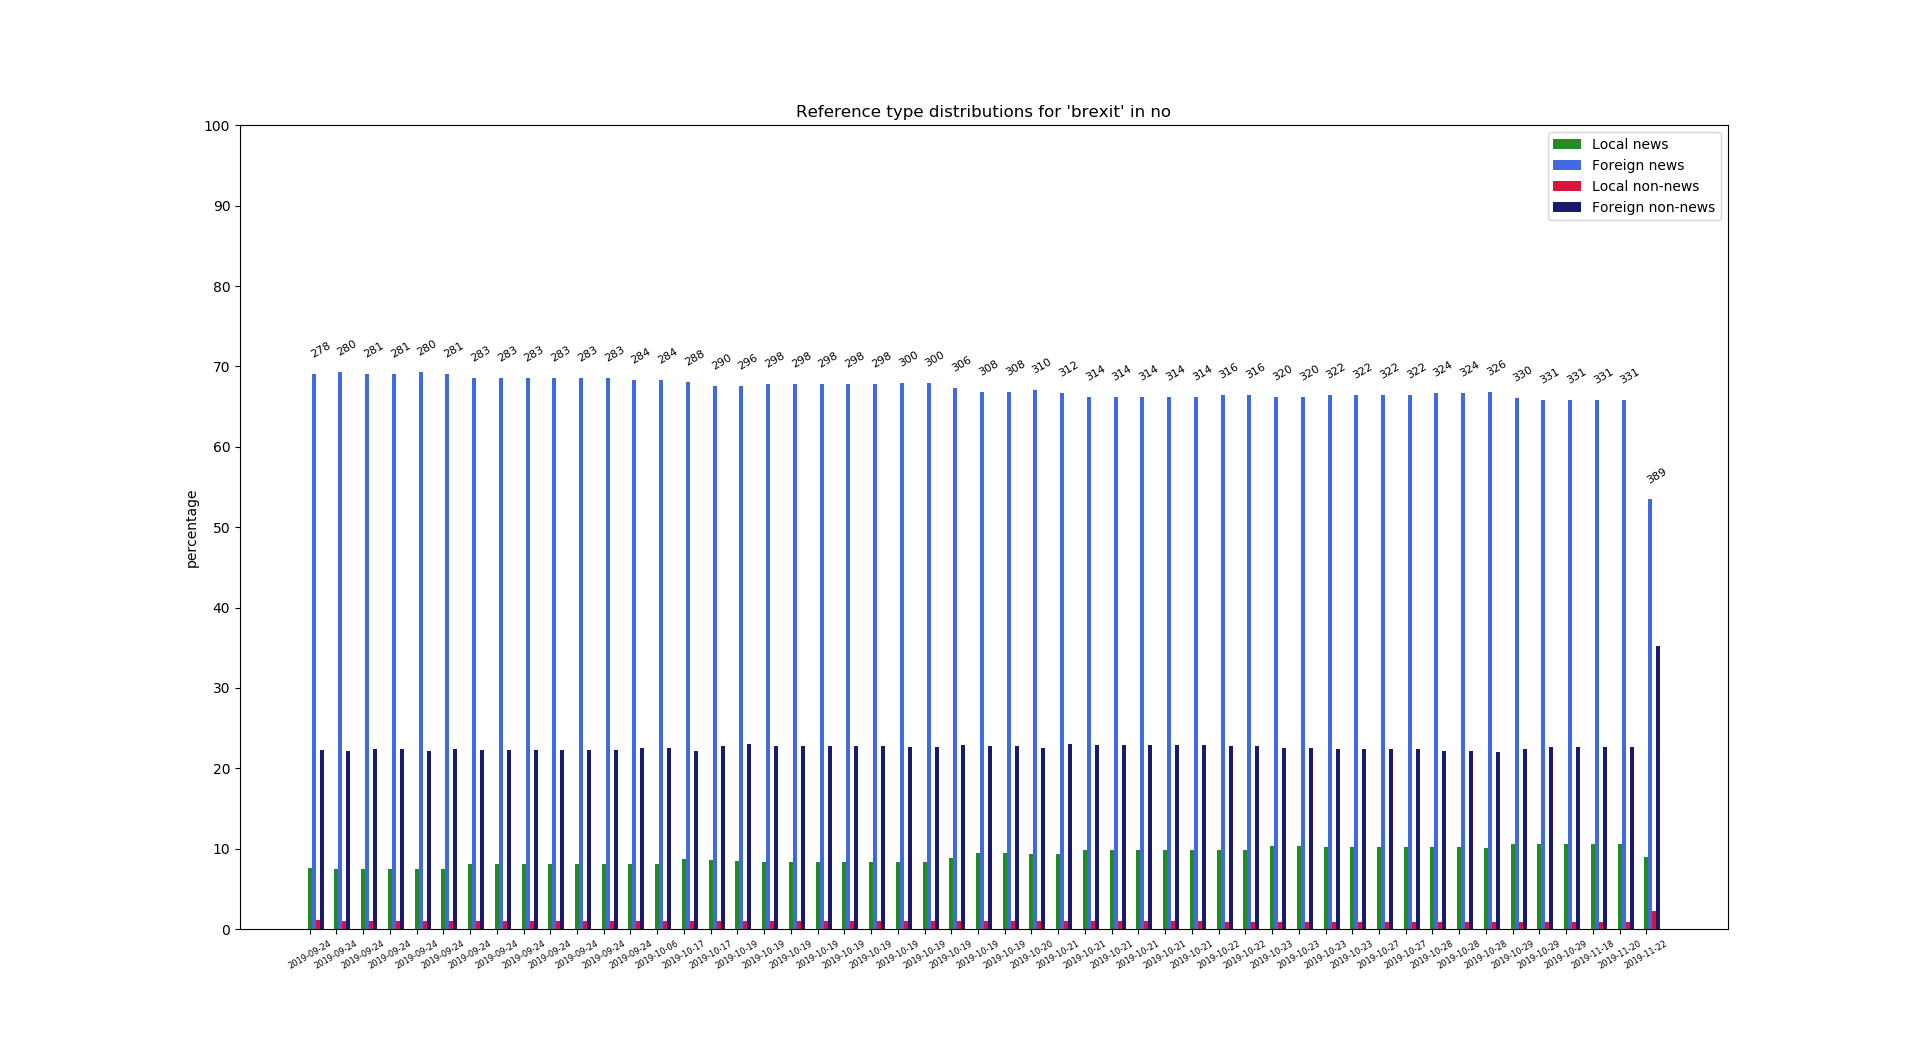 Reference type distributions for 'brexit' in no
100
90
80
70
60
50
40
30
20
10
0
percentage
Local news
Foreign news
Local non-news
Foreign non-news
278 280 281 281 280 281 283 283 283 283 283 283 284 284 288 290 296 298 298 298 298 298 300 300 306 308 308 310 312 314 314 314 314 314 316 316 320 320 322 322 322 322 324 324 326 330 331 331 331 331 389
2019-09-24 2019-09-24 2019-09-24 2019-09-24 2019-09-24 2019-09-24 2019-09-24 2019-09-24 2019-09-24 2019-09-24 2019-09-24 2019-09-24 2019-09-24 2019-10-06 2019-10-17 2019-10-17 2019-10-19 2019-10-19 2019-10-19 2019-10-19 2019-10-19 2019-10-19 2019-10-19 2019-10-19 2019-10-19 2019-10-19 2019-10-19 2019-10-20 2019-10-21 2019-10-21 2019-10-21 2019-10-21 2019-10-21 2019-10-22 2019-10-22 2019-10-22 2019-10-23 2019-10-23 2019-10-23 2019-10-23 2019-10-27 2019-10-27 2019-10-28 2019-10-28 2019-10-28 2019-10-29 2019-10-29 2019-10-29 2019-11-18 2019-11-20 2019-11-22